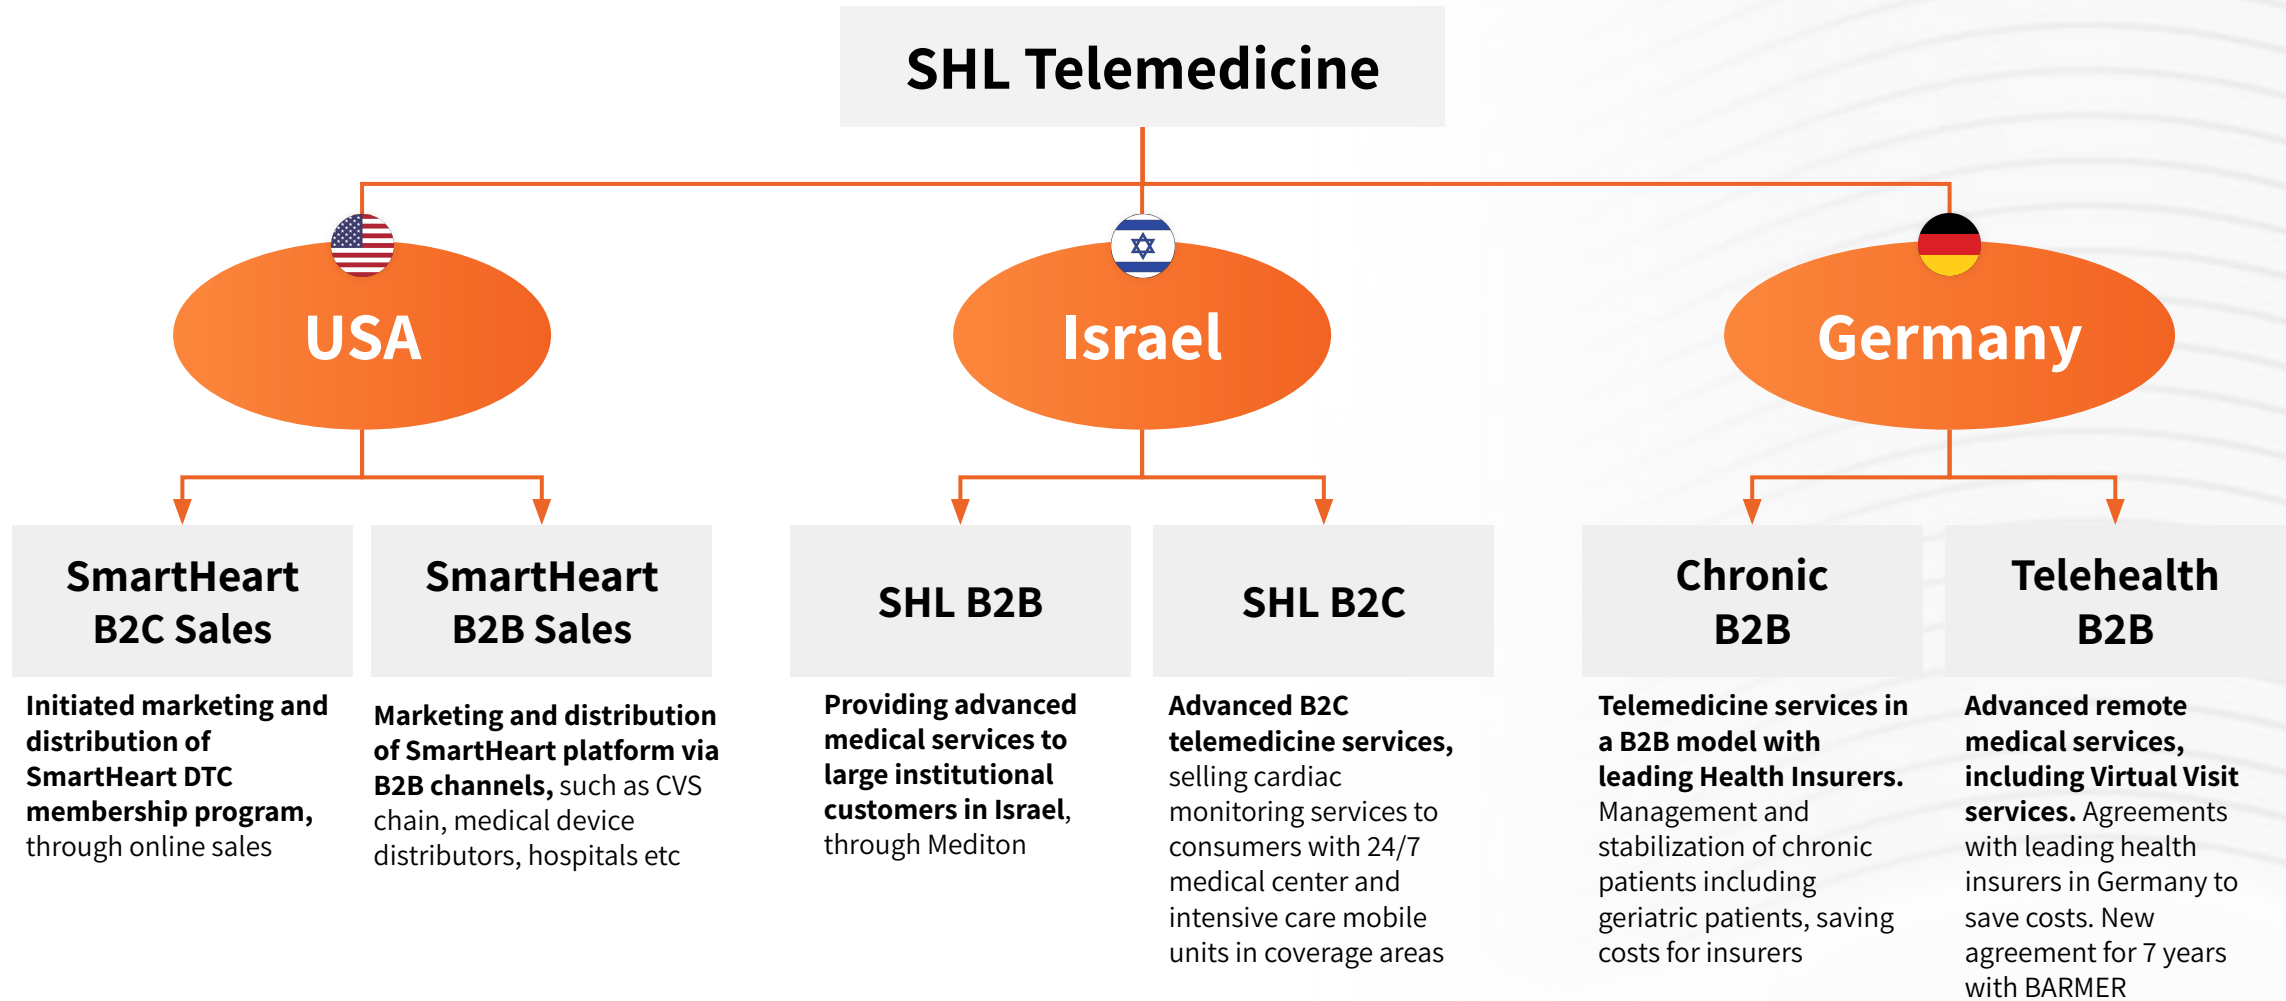 SHL Telemedicine
USA
Israel
Germany
SmartHeart
B2C Sales
Initiated marketing and
distribution of
SmartHeart DTC
membership program,
through online sales
SmartHeart
B2B Sales
Marketing and distribution
of SmartHeart platform via
B2B channels, such as CVS
chain, medical device
distributors, hospitals etc
SHL B2B
Providing advanced
medical services to
large institutional
customers in Israel,
through Mediton
SHL B2C
Advanced B2C
telemedicine services,
selling cardiac
monitoring services to
consumers with 24/7
medical center and
intensive care mobile
units in coverage areas
Chronic
B2B
Telemedicine services in
a B2B model with
leading Health Insurers.
Management and
stabilization of chronic
patients including
geriatric patients, saving
costs for insurers
Telehealth
B2B
Advanced remote
medical services,
including Virtual Visit
services. Agreements
with leading health
insurers in Germany to
save costs. New
agreement for 7 years
with BARMER